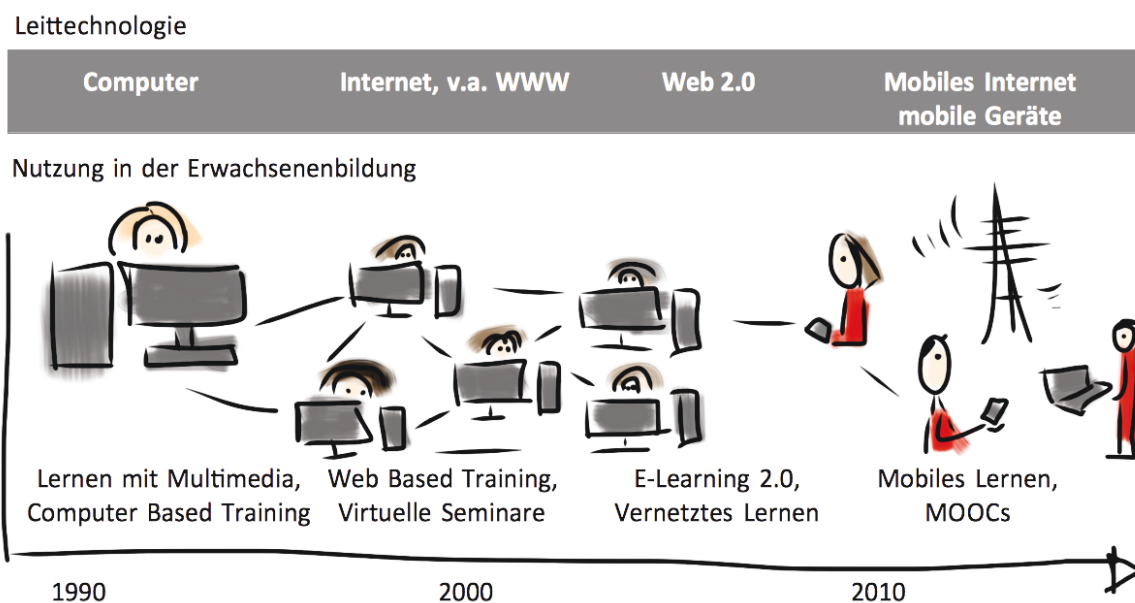 Leittechnologie
Computer
Internet, v.a. WWW
Web 2.0
Mobiles Internet
mobile Geräte
Nutzung in der Erwachsenenbildung
Lernen mit Multimedia,
Computer Based Training
Web Based Training,
Virtuelle Seminare
E-Learning 2.0,
Vernetztes Lernen
Mobiles Lernen,
MOOCs
1990
2000
2010